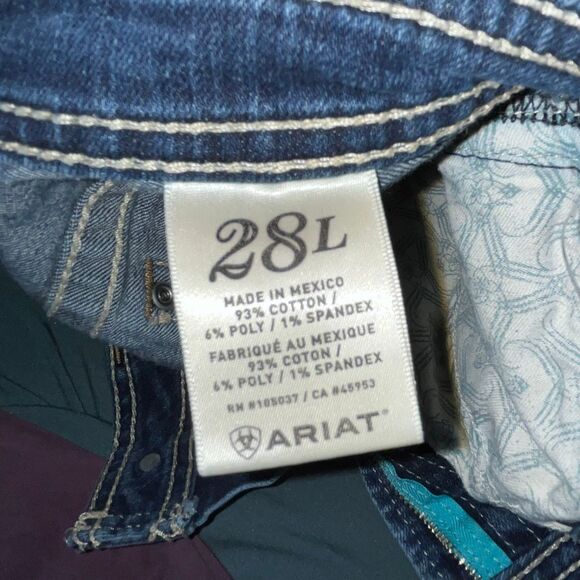 28L
MADE IN MEXICO
93% COTTON /
6% POLY / 1% SPANDEX
FABRIQUÉ AU MEXIQUE
93% COTON /
6% POLY / 1% SPANDEX
RN #105037 / CA #45953
ARIAT